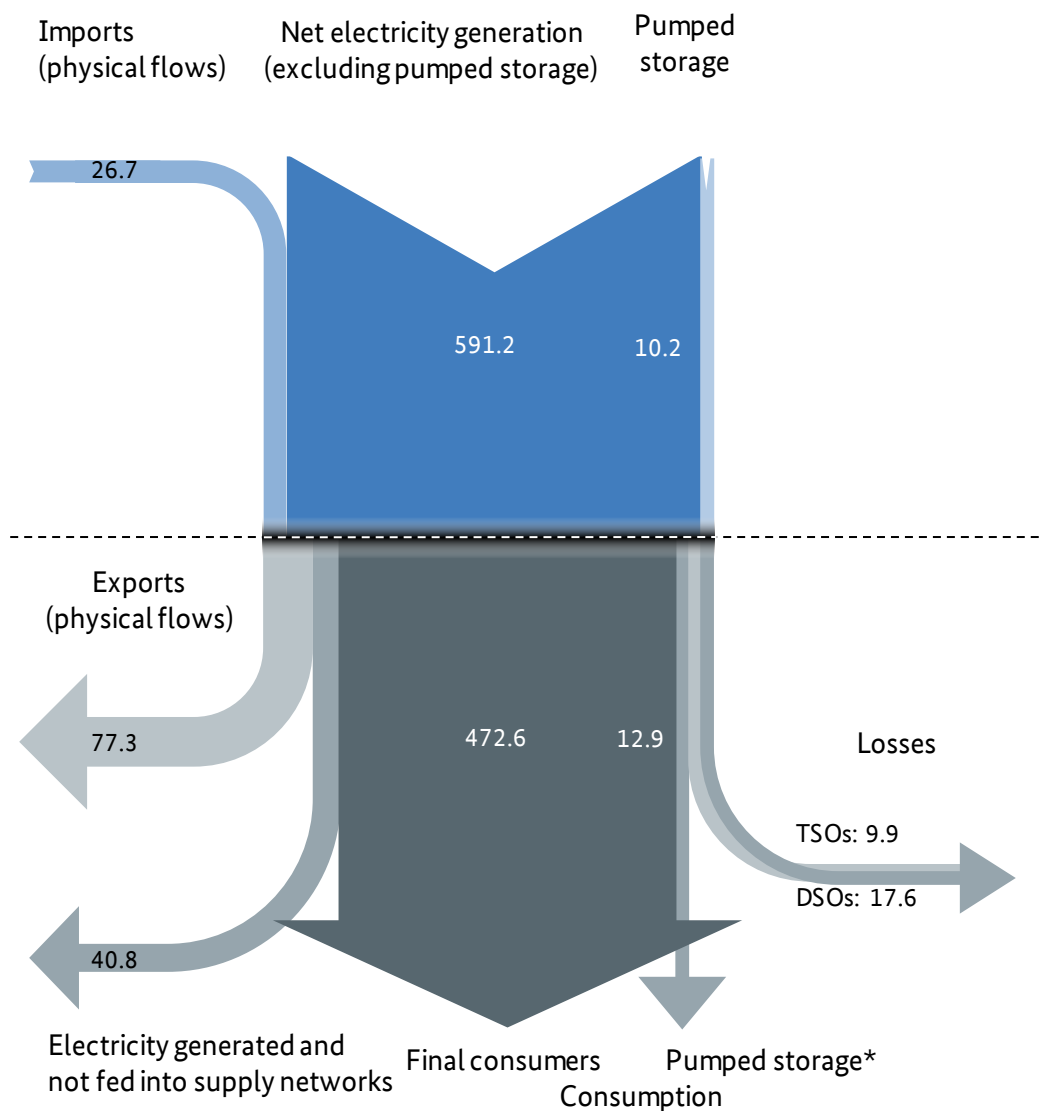 Imports
(physical flows)
Net electricity generation
(excluding pumped storage)
Pumped
storage
26.7
591.2
10.2
Exports
(physical flows)
77.3
472.6
12.9
Losses
TSOs: 9.9
DSOs: 17.6
40.8
Electricity generated and
not fed into supply networks
Final consumers
Pumped storage*
Consumption